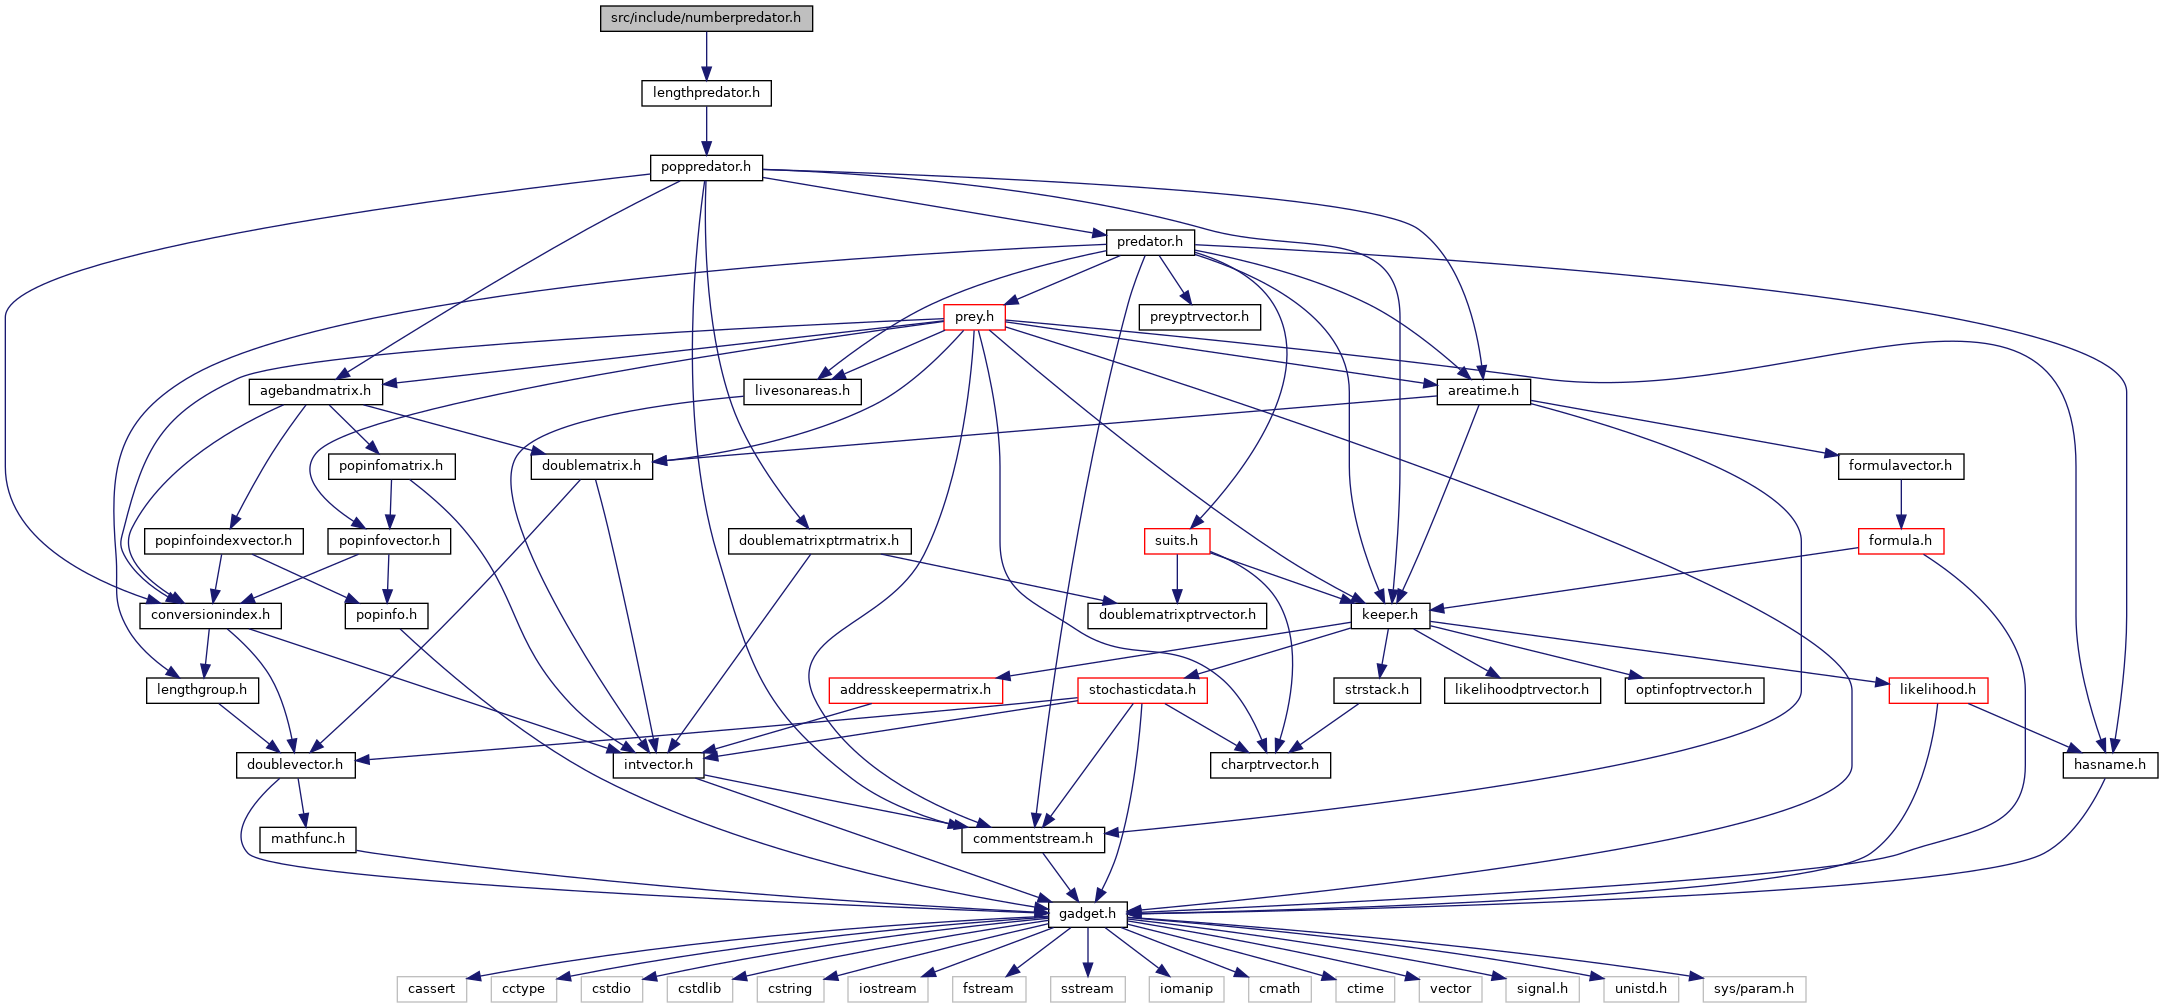 src/include/numberpredator.h
lengthpredator.h
poppredator.h
predator.h
prey.h
preyptrvector.h
agebandmatrix.h
livesonareas.h
areatime.h
popinfomatrix.h
doublematrix.h
formulavector.h
popinfoindexvector.h
popinfovector.h
doublematrixptrmatrix.h
suits.h
formula.h
conversionindex.h
popinfo.h
doublematrixptrvector.h
keeper.h
lengthgroup.h
addresskeepermatrix.h
stochasticdata.h
strstack.h
likelihoodptrvector.h
optinfoptrvector.h
likelihood.h
doublevector.h
intvector.h
charptrvector.h
hasname.h
mathfunc.h
commentstream.h
gadget.h
cassert
cctype
cstdio
cstdlib
cstring
iostream
fstream
sstream
iomanip
cmath
ctime
vector
signal.h
unistd.h
sys/param.h